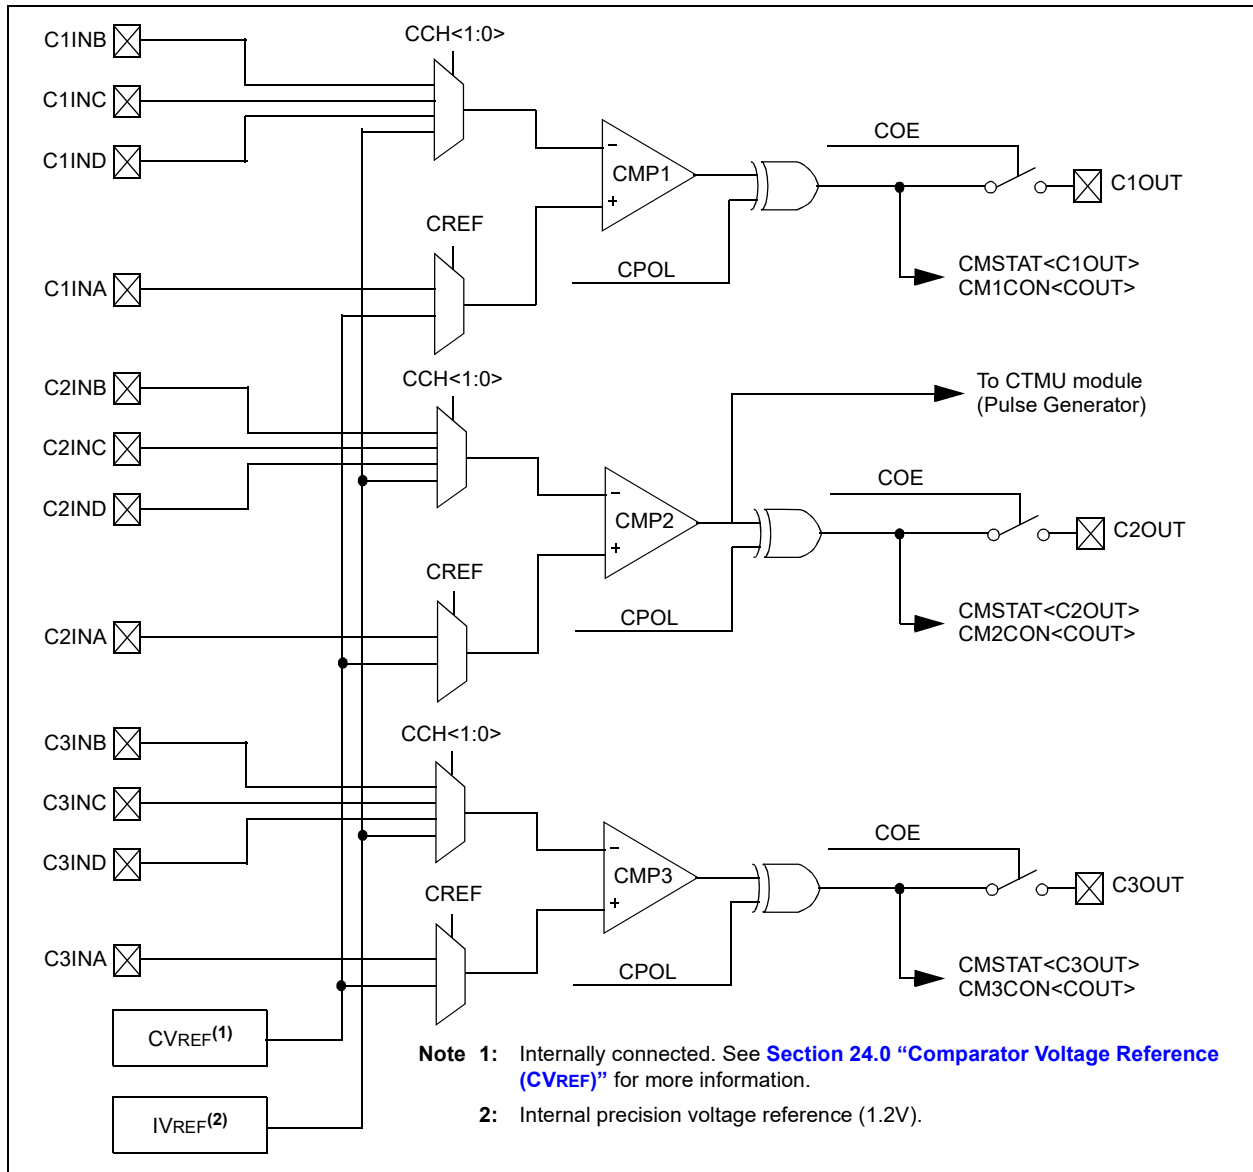 C1INB
CCH<1:0>
C1INC
C1IND
COE
CMP1
–
+
C1OUT
CREF
CPOL
C1INA
CMSTAT<C1OUT>
CM1CON<COUT>
C2INB
CCH<1:0>
To CTMU module
(Pulse Generator)
C2INC
C2IND
COE
CMP2
–
+
C2OUT
CREF
CPOL
C2INA
CMSTAT<C2OUT>
CM2CON<COUT>
C3INB
CCH<1:0>
C3INC
C3IND
COE
CMP3
–
+
C3OUT
CREF
CPOL
C3INA
CMSTAT<C3OUT>
CM3CON<COUT>
CVREF(1)
IVREF(2)
Note 1: Internally connected. See Section 24.0 “Comparator Voltage Reference
(CVREF)” for more information.
2: Internal precision voltage reference (1.2V).